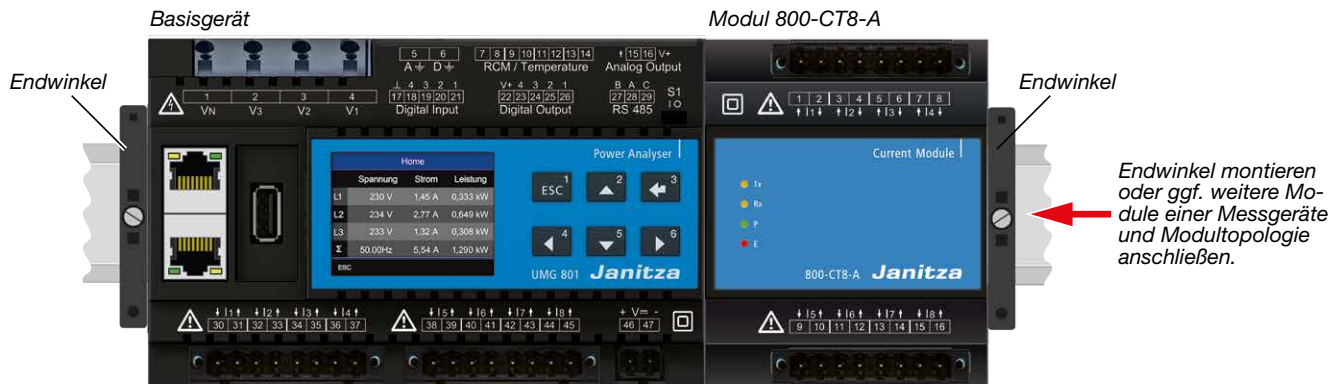 Basisgerät
Modul 800-CT8-A
Endwinkel
Endwinkel
Endwinkel montieren
oder ggf. weitere Mo-
dule einer Messgeräte
und Modultopologie
anschließen.
5 6
A ⏚ D ⏚
7 8 9 10 11 12 13 14
RCM / Temperature
↑ 15 16 V+
Analog Output
1 2 3 4
VN V3 V2 V1
⊥ 4 3 2 1
17 18 19 20 21
Digital Input
V+ 4 3 2 1
22 23 24 25 26
Digital Output
B A C
27 28 29
RS 485
S1
I O
Home
Spannung Strom Leistung
L1 230 V 1,45 A 0,333 kW
L2 234 V 2,77 A 0,649 kW
L3 233 V 1,32 A 0,308 kW
Σ 50.00Hz 5,54 A 1,290 kW
ESC
Power Analyser
ESC 1
▲ 2
3
◀ 4
▼ 5
▶ 6
UMG 801 Janitza
↓ I1 ↑ ↓ I2 ↑ ↓ I3 ↑ ↓ I4 ↑
30 31 32 33 34 35 36 37
↓ I5 ↑ ↓ I6 ↑ ↓ I7 ↑ ↓ I8 ↑
38 39 40 41 42 43 44 45
+ V= -
46 47
1 2 3 4 5 6 7 8
↑ I1 ↓ ↑ I2 ↓ ↑ I3 ↓ ↑ I4 ↓
Current Module
Tx
Rx
P
E
800-CT8-A Janitza
↓ I5 ↑ ↓ I6 ↑ ↓ I7 ↑ ↓ I8 ↑
9 10 11 12 13 14 15 16